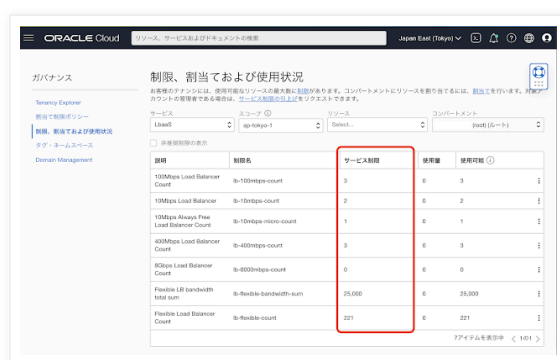 ORACLE Cloud
リソース、サービスおよびドキュメントの検索
Japan East (Tokyo)
ガバナンス
Tenancy Explorer
割当て制限ポリシー
制限、割当ておよび使用状況
タグ・ネームスペース
Domain Management
制限、割当ておよび使用状況
お客様のテナンシには、使用可能なリソースの最大数に制限があります。コンパートメントにリソースを割り当てるには、割当てを行います。対象ア
カウントの管理者である場合は、サービス制限の引上げをリクエストできます。
サービス
スコープ
リソース
コンパートメント
LbaaS
ap-tokyo-1
Select...
(root) (ルート)
非推奨制限の表示
説明 制限名 サービス制限 使用量 使用可能
100Mbps Load Balancer
Count
lb-100mbps-count 3 0 3
10Mbps Load Balancer lb-10mbps-count 2 0 2
10Mbps Always Free
Load Balancer Count
lb-10mbps-micro-count 1 0 1
400Mbps Load Balancer
Count
lb-400mbps-count 3 0 3
8Gbps Load Balancer
Count
lb-8000mbps-count 0 0 0
Flexible LB bandwidth
total sum
lb-flexible-bandwidth-sum 25,000 0 25,000
Flexible Load Balancer
Count
lb-flexible-count 221 0 221
7アイテムを表示中 < 1の1 >